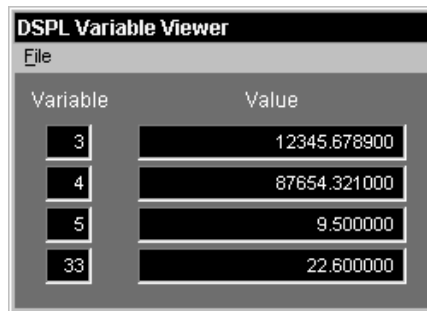 DSPL Variable Viewer
File
Variable Value
3 12345.678900
4 87654.321000
5 9.500000
33 22.600000